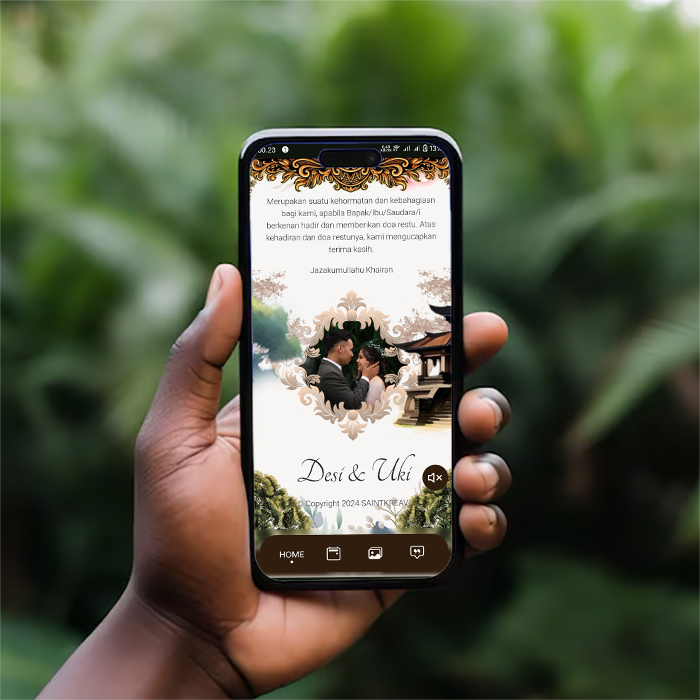 00.23
Merupakan suatu kehormatan dan kebahagiaan
bagi kami, apabila Bapak/Ibu/Saudara/i
berkenan hadir dan memberikan doa restu. Atas
kehadiran dan doa restunya, kami mengucapkan
terima kasih.
Jazakumullahu Khairan
Desi & Uki
Copyright 2024 SAINTKREAV
HOME